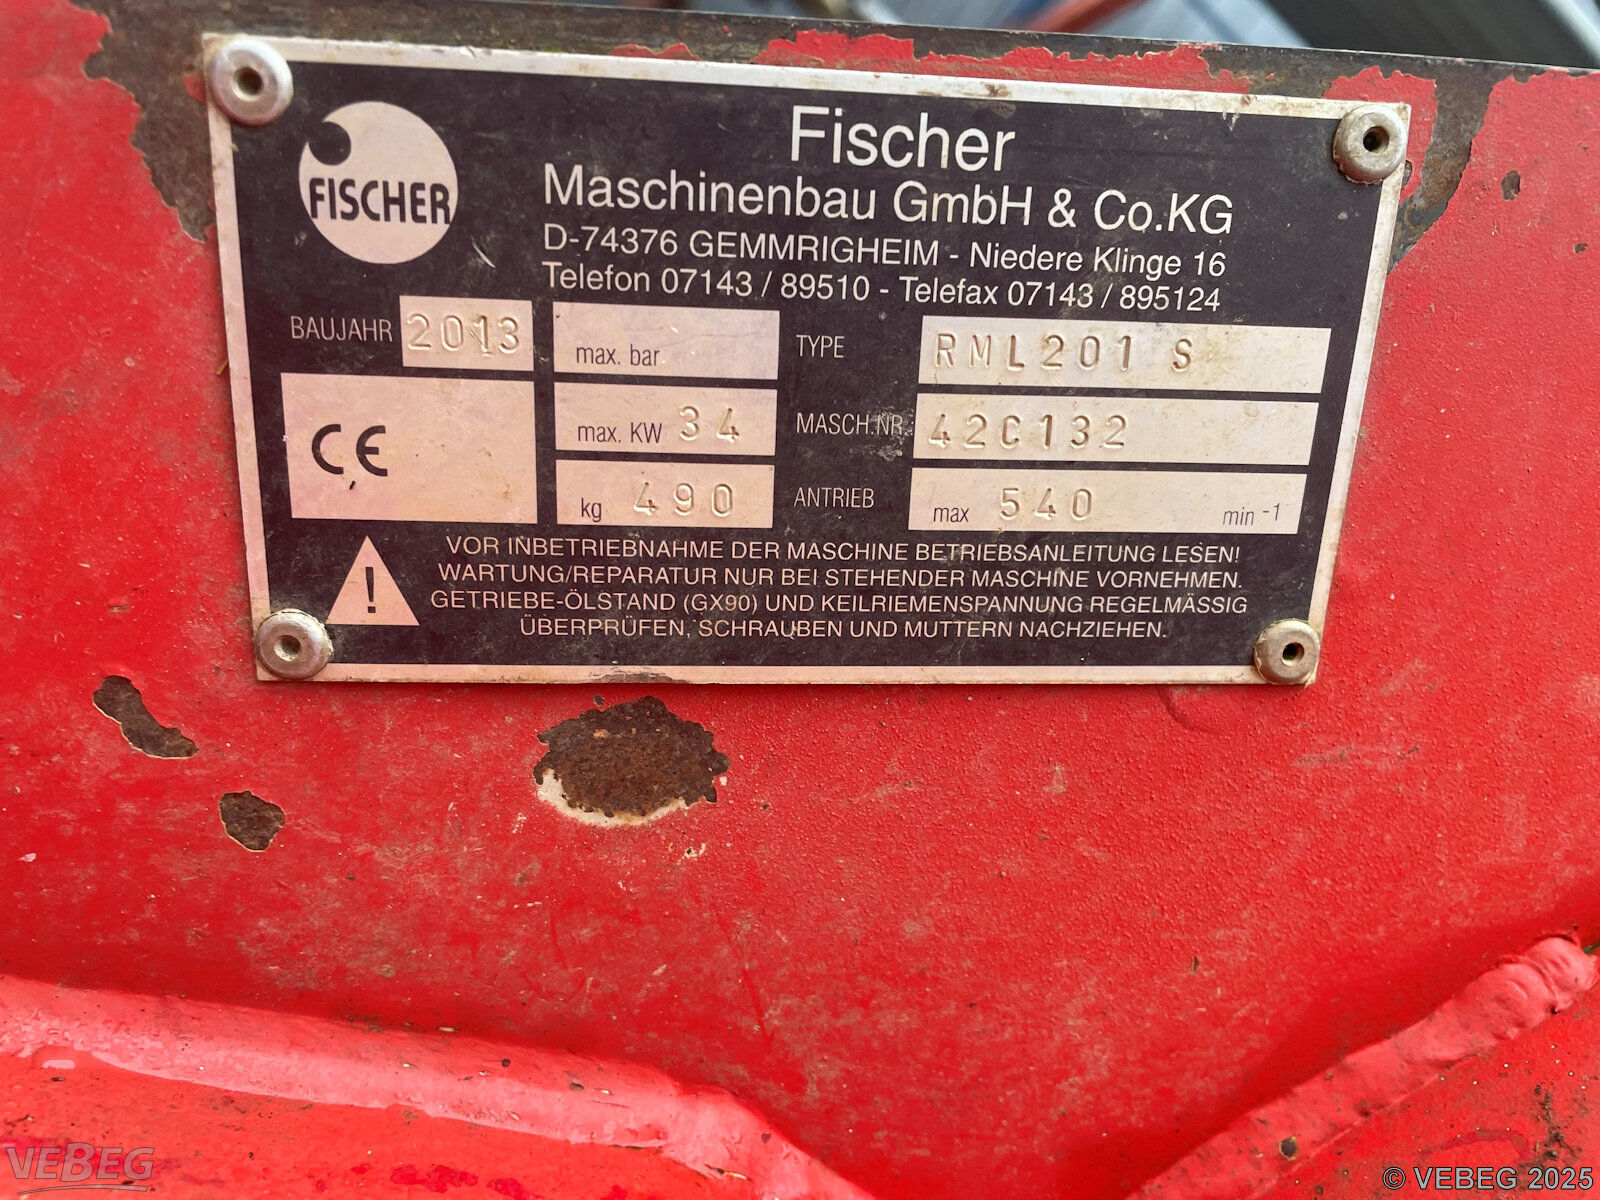 FISCHER
Fischer
Maschinenbau GmbH & Co.KG
D-74376 GEMMRIGHEIM - Niedere Klinge 16
Telefon 07143 / 89510 - Telefax 07143 / 895124
BAUJAHR 2013
max. bar
TYPE RML201 S
CE
max. KW 34
MASCH.NR. 42C132
kg 490
ANTRIEB max 540 min -1
! VOR INBETRIEBNAHME DER MASCHINE BETRIEBSANLEITUNG LESEN!
WARTUNG/REPARATUR NUR BEI STEHENDER MASCHINE VORNEHMEN.
GETRIEBE-ÖLSTAND (GX90) UND KEILRIEMENSPANNUNG REGELMÄSSIG
ÜBERPRÜFEN, SCHRAUBEN UND MUTTERN NACHZIEHEN.
VEBEG
© VEBEG 2025